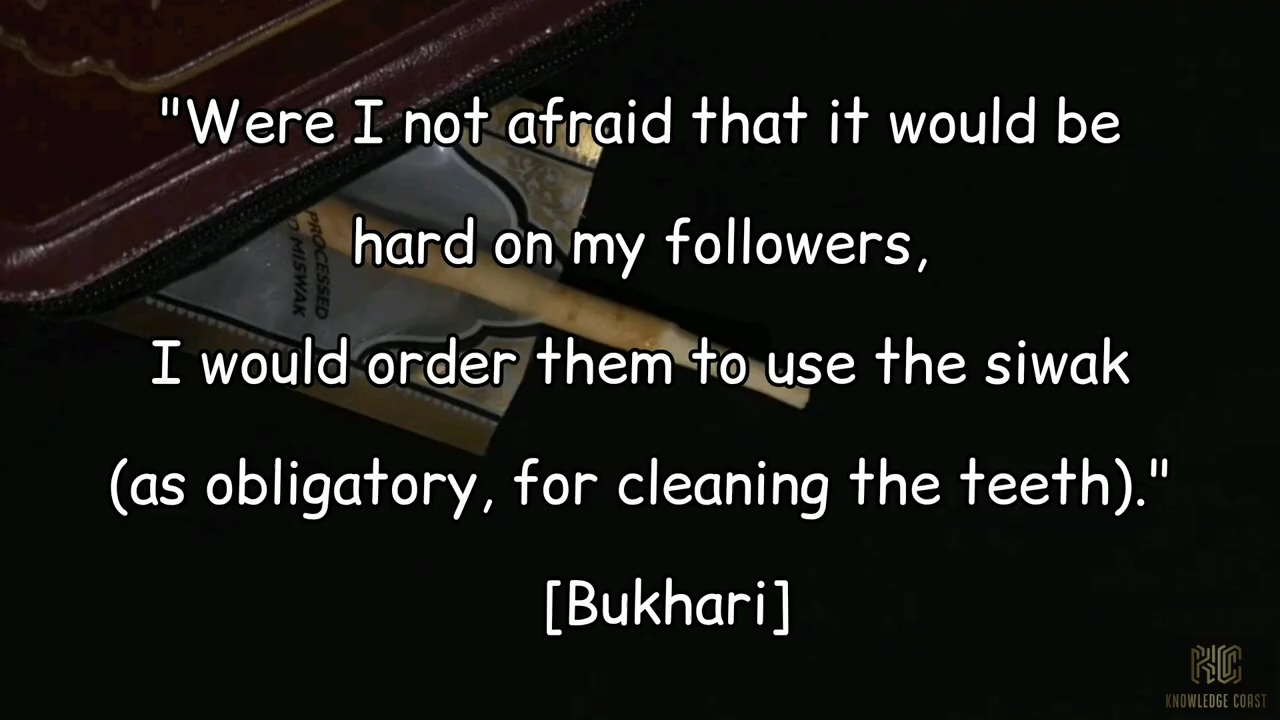 "Were I not afraid that it would be
hard on my followers,
I would order them to use the siwak
(as obligatory, for cleaning the teeth)."
[Bukhari]
PROCESSED
MISWAK
KC
KNOWLEDGE COAST